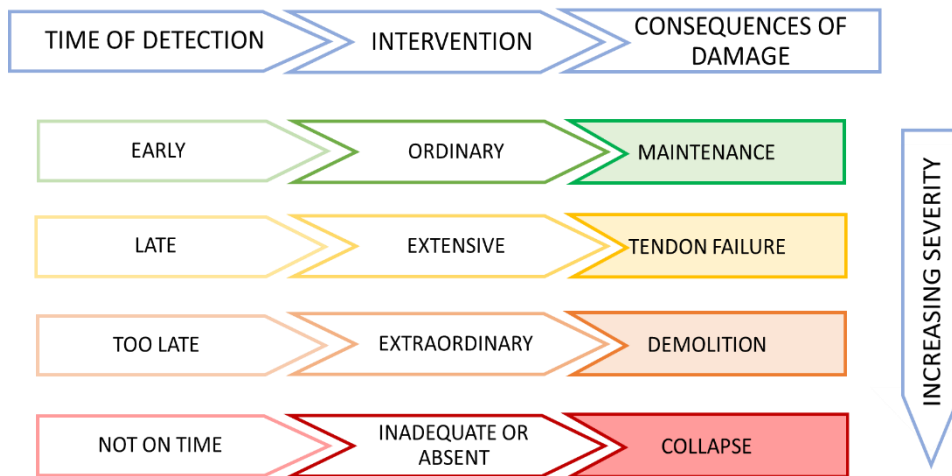 TIME OF DETECTION
INTERVENTION
CONSEQUENCES OF
DAMAGE
EARLY
ORDINARY
MAINTENANCE
LATE
EXTENSIVE
TENDON FAILURE
TOO LATE
EXTRAORDINARY
DEMOLITION
NOT ON TIME
INADEQUATE OR
ABSENT
COLLAPSE
INCREASING SEVERITY